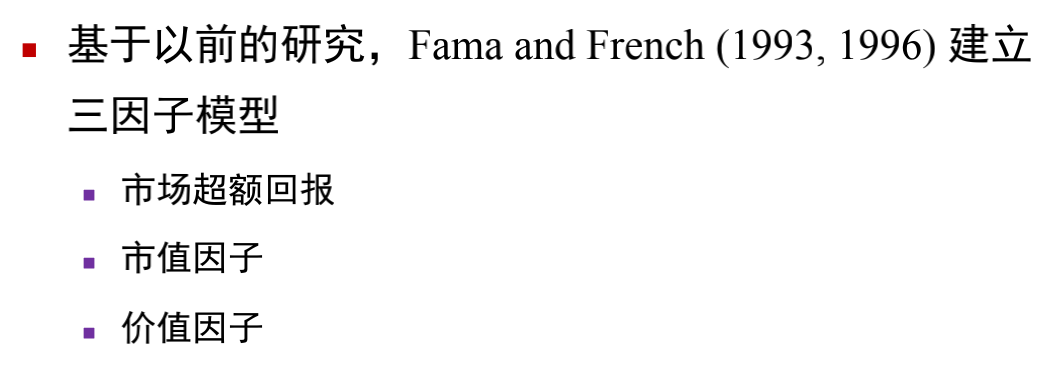 基于以前的研究，Fama and French (1993, 1996) 建立
三因子模型
市场超额回报
市值因子
价值因子